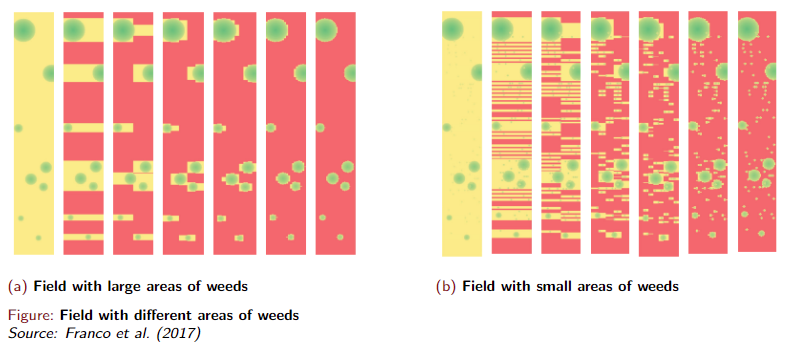 (a) Field with large areas of weeds
(b) Field with small areas of weeds
Figure: Field with different areas of weeds
Source: Franco et al. (2017)